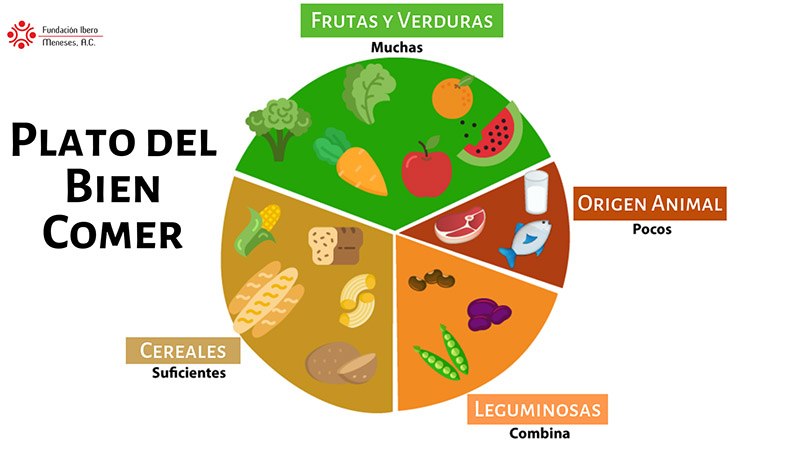 Fundación Ibero
Meneses, A.C.
Plato del
Bien
Comer
Frutas y Verduras
Muchas
Origen Animal
Pocos
Cereales
Suficientes
Leguminosas
Combina